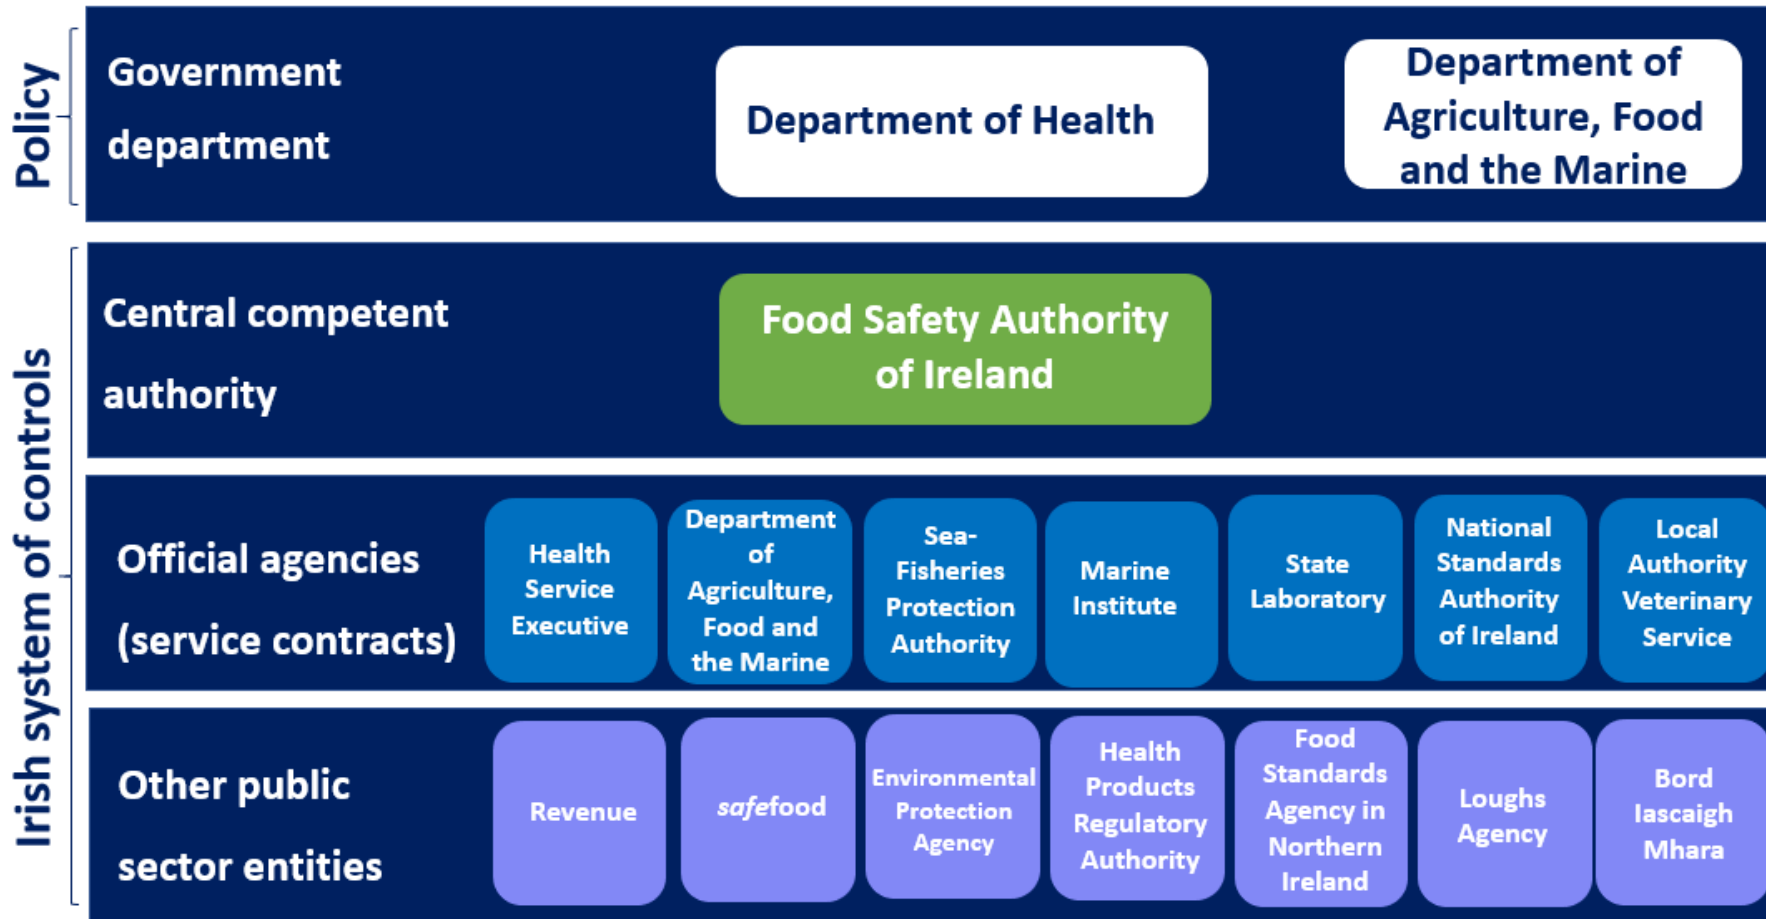 Policy
Government
department
Department of Health
Department of
Agriculture, Food
and the Marine
Irish system of controls
Central competent
authority
Food Safety Authority
of Ireland
Official agencies
(service contracts)
Health
Service
Executive
Department
of
Agriculture,
Food and
the Marine
Sea-
Fisheries
Protection
Authority
Marine
Institute
State
Laboratory
National
Standards
Authority
of Ireland
Local
Authority
Veterinary
Service
Other public
sector entities
Revenue
safefood
Environmental
Protection
Agency
Health
Products
Regulatory
Authority
Food
Standards
Agency in
Northern
Ireland
Loughs
Agency
Bord
Iascaigh
Mhara